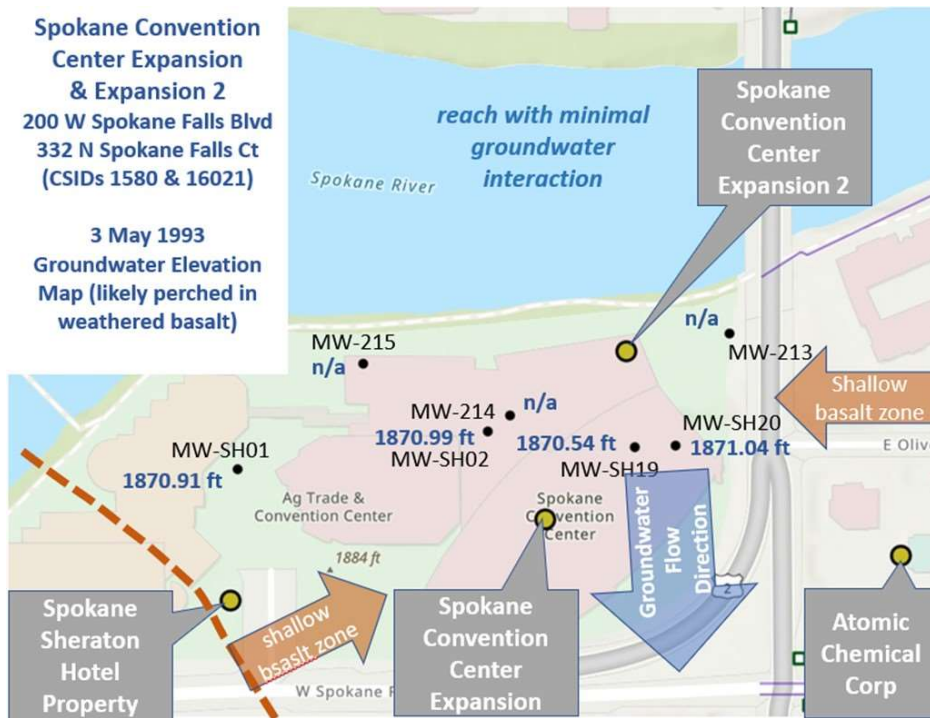 Spokane Convention
Center Expansion
& Expansion 2
200 W Spokane Falls Blvd
332 N Spokane Falls Ct
(CSIDs 1580 & 16021)
3 May 1993
Groundwater Elevation
Map (likely perched in
weathered basalt)
reach with minimal
groundwater
interaction
Spokane River
Spokane
Convention
Center
Expansion 2
MW-215
n/a
n/a
MW-213
Shallow
basalt zone
MW-214
n/a
1870.99 ft
MW-SH02
1870.54 ft
MW-SH19
MW-SH20
1871.04 ft
E Olive
MW-SH01
1870.91 ft
Ag Trade &
Convention Center
Spokane
Convention
Center
Groundwater
Flow
Direction
2
1884 ft
shallow
bsaslt zone
Spokane
Sheraton
Hotel
Property
W Spokane
Spokane
Convention
Center
Expansion
Atomic
Chemical
Corp